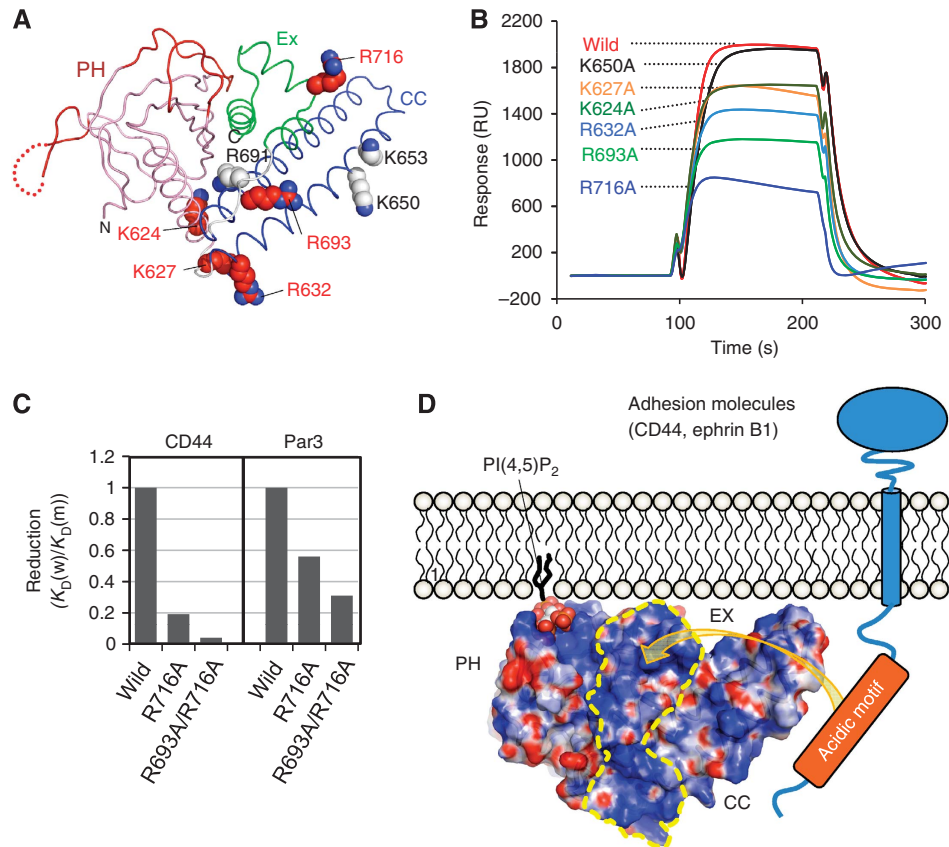 A
PH
Ex
R716
CC
C
R691
K653
K650
N
K624
R693
K627
R632
B
Response (RU)
2200
1800
1400
1000
600
200
−200
Wild
K650A
K627A
K624A
R632A
R693A
R716A
0
100
200
300
Time (s)
C
CD44
Par3
Reduction
(KD(w)/KD(m))
1.2
1
0.8
0.6
0.4
0.2
0
Wild
R716A
R693A/R716A
Wild
R716A
R693A/R716A
D
Adhesion molecules
(CD44, ephrin B1)
PI(4,5)P2
1
EX
PH
CC
Acidic motif